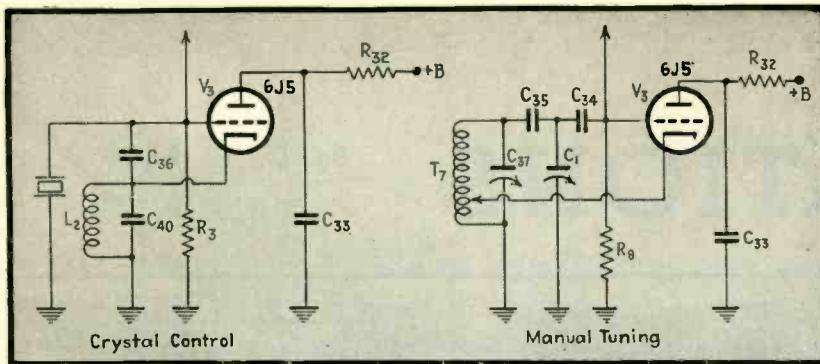 R32
+B
V3
6J5
C36
L2
C40
R3
C33
Crystal Control
R32
+B
V3
6J5
C35
C34
T7
C37
C1
R9
C33
Manual Tuning